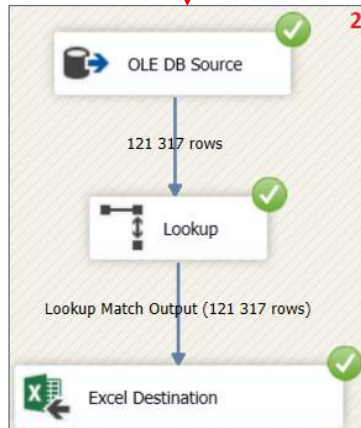 2
OLE DB Source
121 317 rows
Lookup
Lookup Match Output (121 317 rows)
Excel Destination